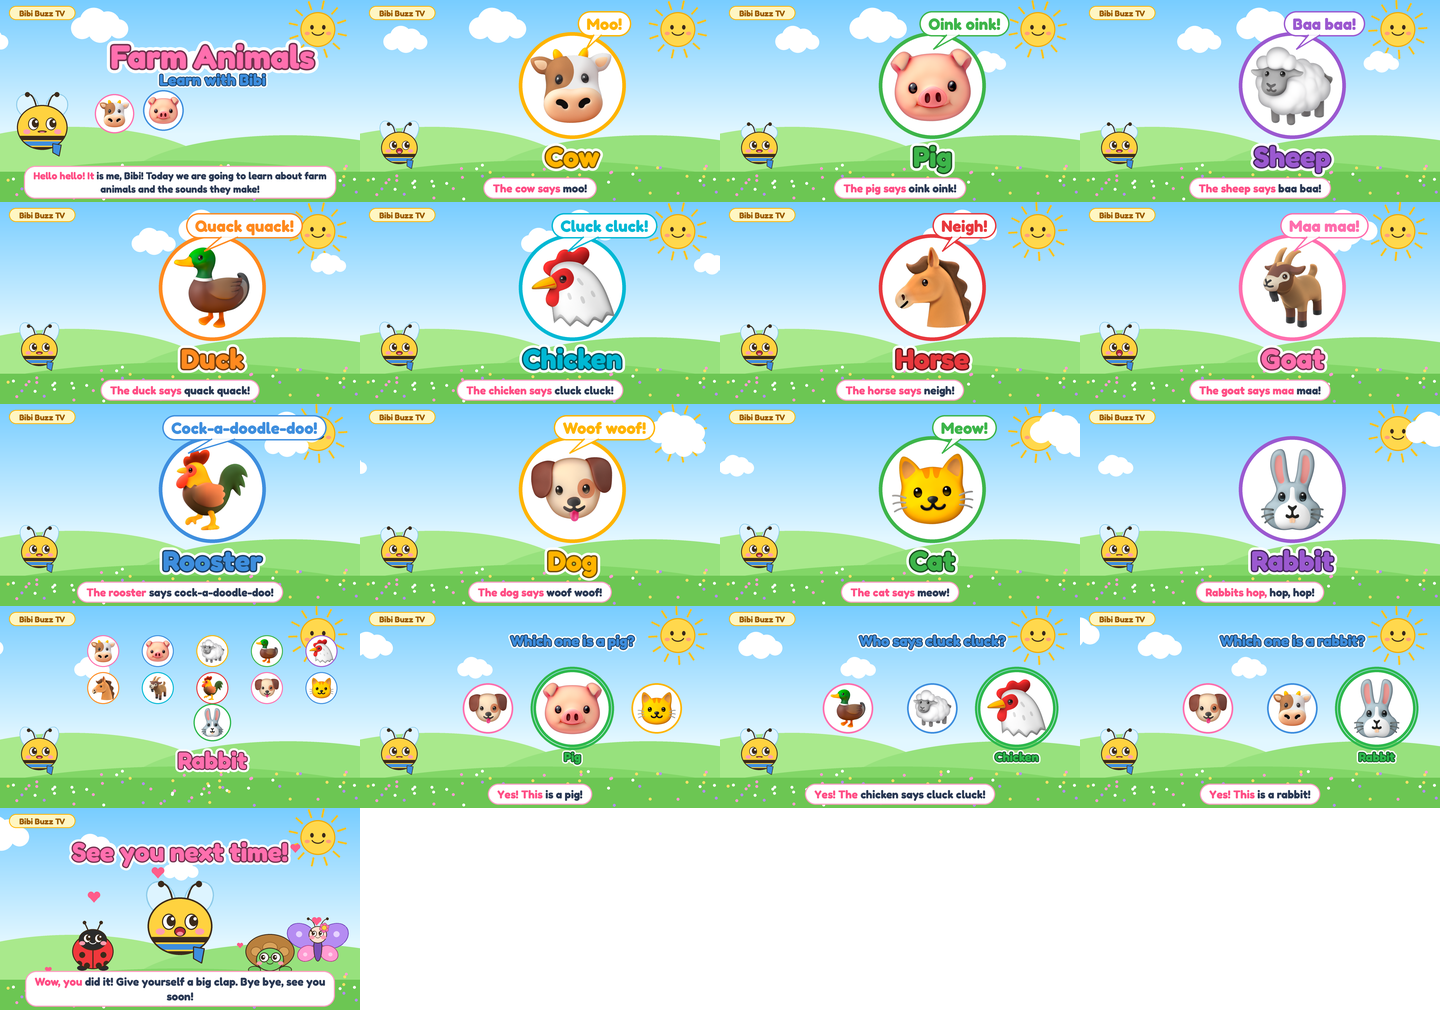 Bibi Buzz TV
Farm Animals
Learn with Bibi
Hello hello! It is me, Bibi! Today we are going to learn about farm
animals and the sounds they make!
Bibi Buzz TV
Moo!
Cow
The cow says moo!
Bibi Buzz TV
Oink oink!
Pig
The pig says oink oink!
Bibi Buzz TV
Baa baa!
Sheep
The sheep says baa baa!
Bibi Buzz TV
Quack quack!
Duck
The duck says quack quack!
Bibi Buzz TV
Cluck cluck!
Chicken
The chicken says cluck cluck!
Bibi Buzz TV
Neigh!
Horse
The horse says neigh!
Bibi Buzz TV
Maa maa!
Goat
The goat says maa maa!
Bibi Buzz TV
Cock-a-doodle-doo!
Rooster
The rooster says cock-a-doodle-doo!
Bibi Buzz TV
Woof woof!
Dog
The dog says woof woof!
Bibi Buzz TV
Meow!
Cat
The cat says meow!
Bibi Buzz TV
Rabbit
Rabbits hop, hop, hop!
Bibi Buzz TV
Rabbit
Bibi Buzz TV
Which one is a pig?
Pig
Yes! This is a pig!
Bibi Buzz TV
Who says cluck cluck?
Chicken
Yes! The chicken says cluck cluck!
Bibi Buzz TV
Which one is a rabbit?
Rabbit
Yes! This is a rabbit!
Bibi Buzz TV
See you next time!
Wow, you did it! Give yourself a big clap. Bye bye, see you
soon!